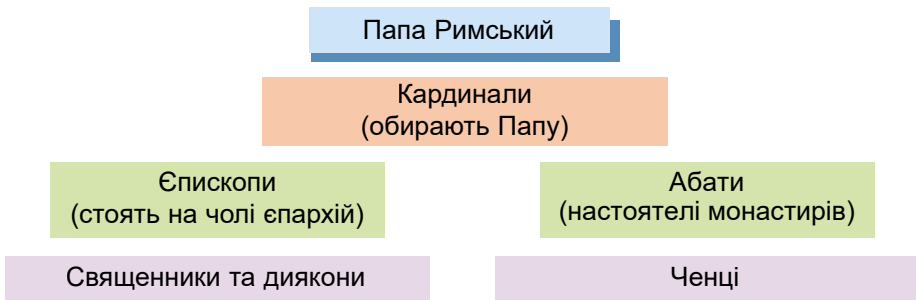 Папа Римський
Кардинали
(обирають Папу)
Єпископи
(стоять на чолі єпархій)
Абати
(настоятелі монастирів)
Священники та диякони
Ченці